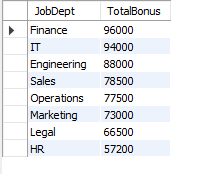 JobDept TotalBonus
Finance 96000
IT 94000
Engineering 88000
Sales 78500
Operations 77500
Marketing 73000
Legal 66500
HR 57200